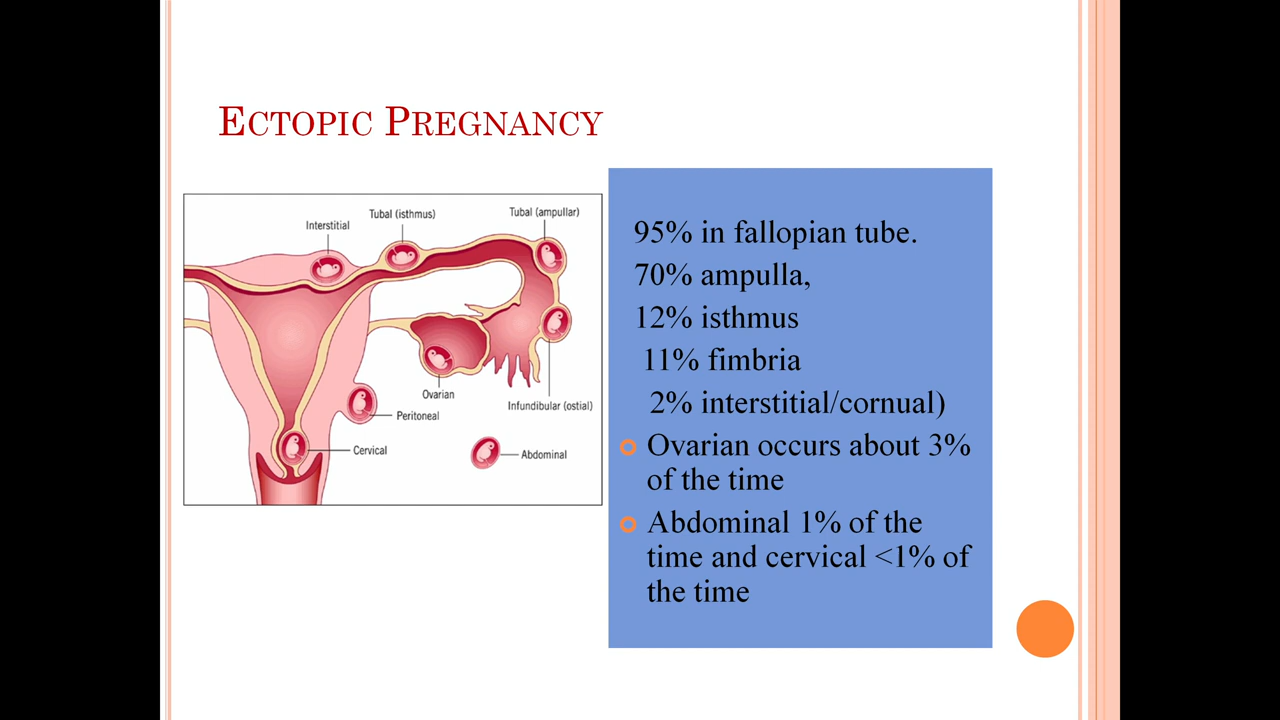 ECTOPIC PREGNANCY
Interstitial
Tubal (isthmus)
Tubal (ampullar)
Ovarian
Infundibular (ostial)
Peritoneal
Cervical
Abdominal
95% in fallopian tube.
70% ampulla,
12% isthmus
11% fimbria
2% interstitial/cornual)
Ovarian occurs about 3%
of the time
Abdominal 1% of the
time and cervical <1% of
the time